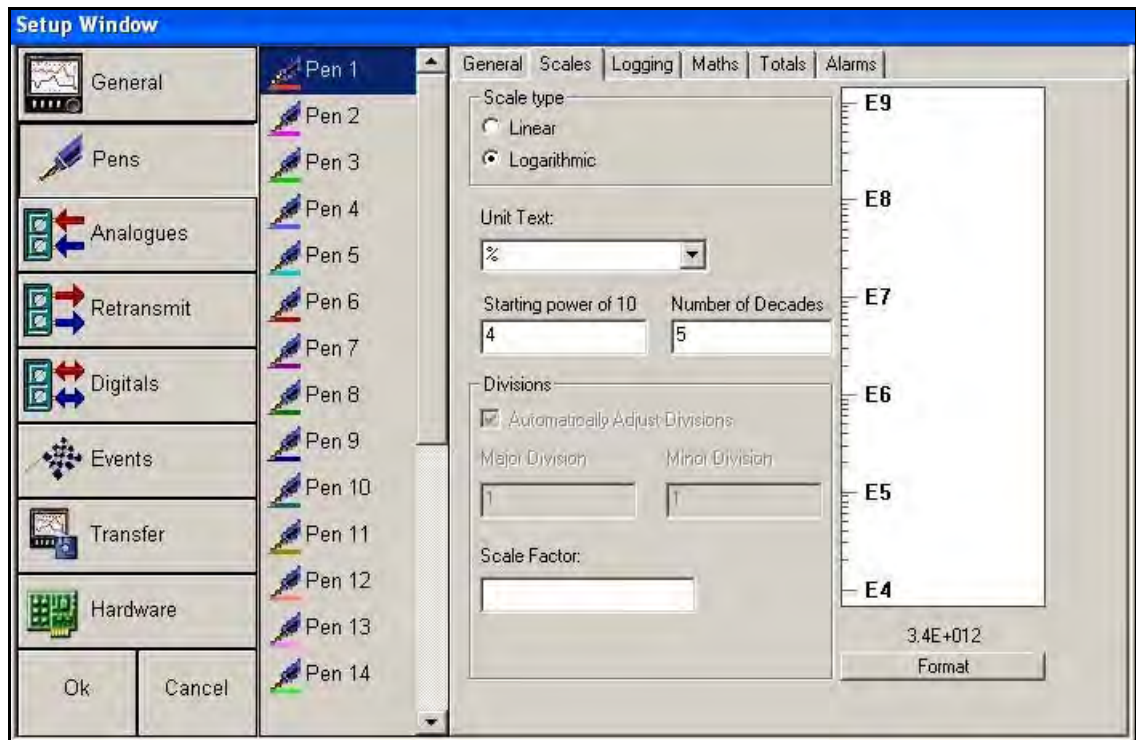 Setup Window
General
Pens
Analogues
Retransmit
Digitals
Events
Transfer
Hardware
Ok
Cancel
Pen 1
Pen 2
Pen 3
Pen 4
Pen 5
Pen 6
Pen 7
Pen 8
Pen 9
Pen 10
Pen 11
Pen 12
Pen 13
Pen 14
General Scales Logging Maths Totals Alarms
Scale type
Linear
Logarithmic
Unit Text:
%
Starting power of 10 Number of Decades
4 5
Divisions
Automatically Adjust Divisions
Major Division Minor Division
1 1
Scale Factor:
E9
E8
E7
E6
E5
E4
3.4E+012
Format